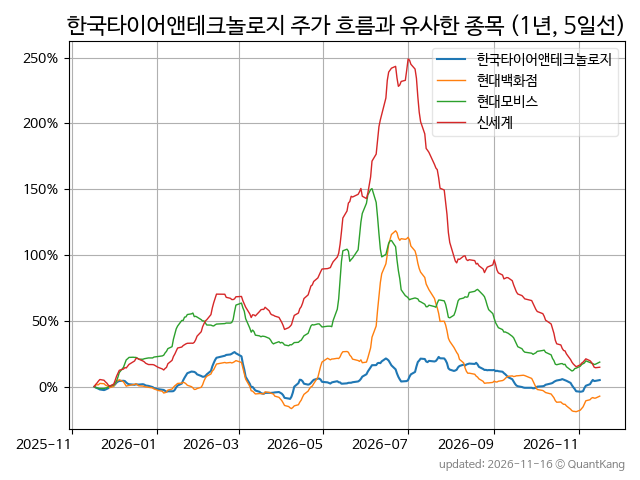 한국타이어앤테크놀로지 주가 흐름과 유사한 종목 (1년, 5일선)
한국타이어앤테크놀로지
현대백화점
현대모비스
신세계
250%
200%
150%
100%
50%
0%
2025-11 2026-01 2026-03 2026-05 2026-07 2026-09 2026-11
updated: 2026-11-16 © QuantKang